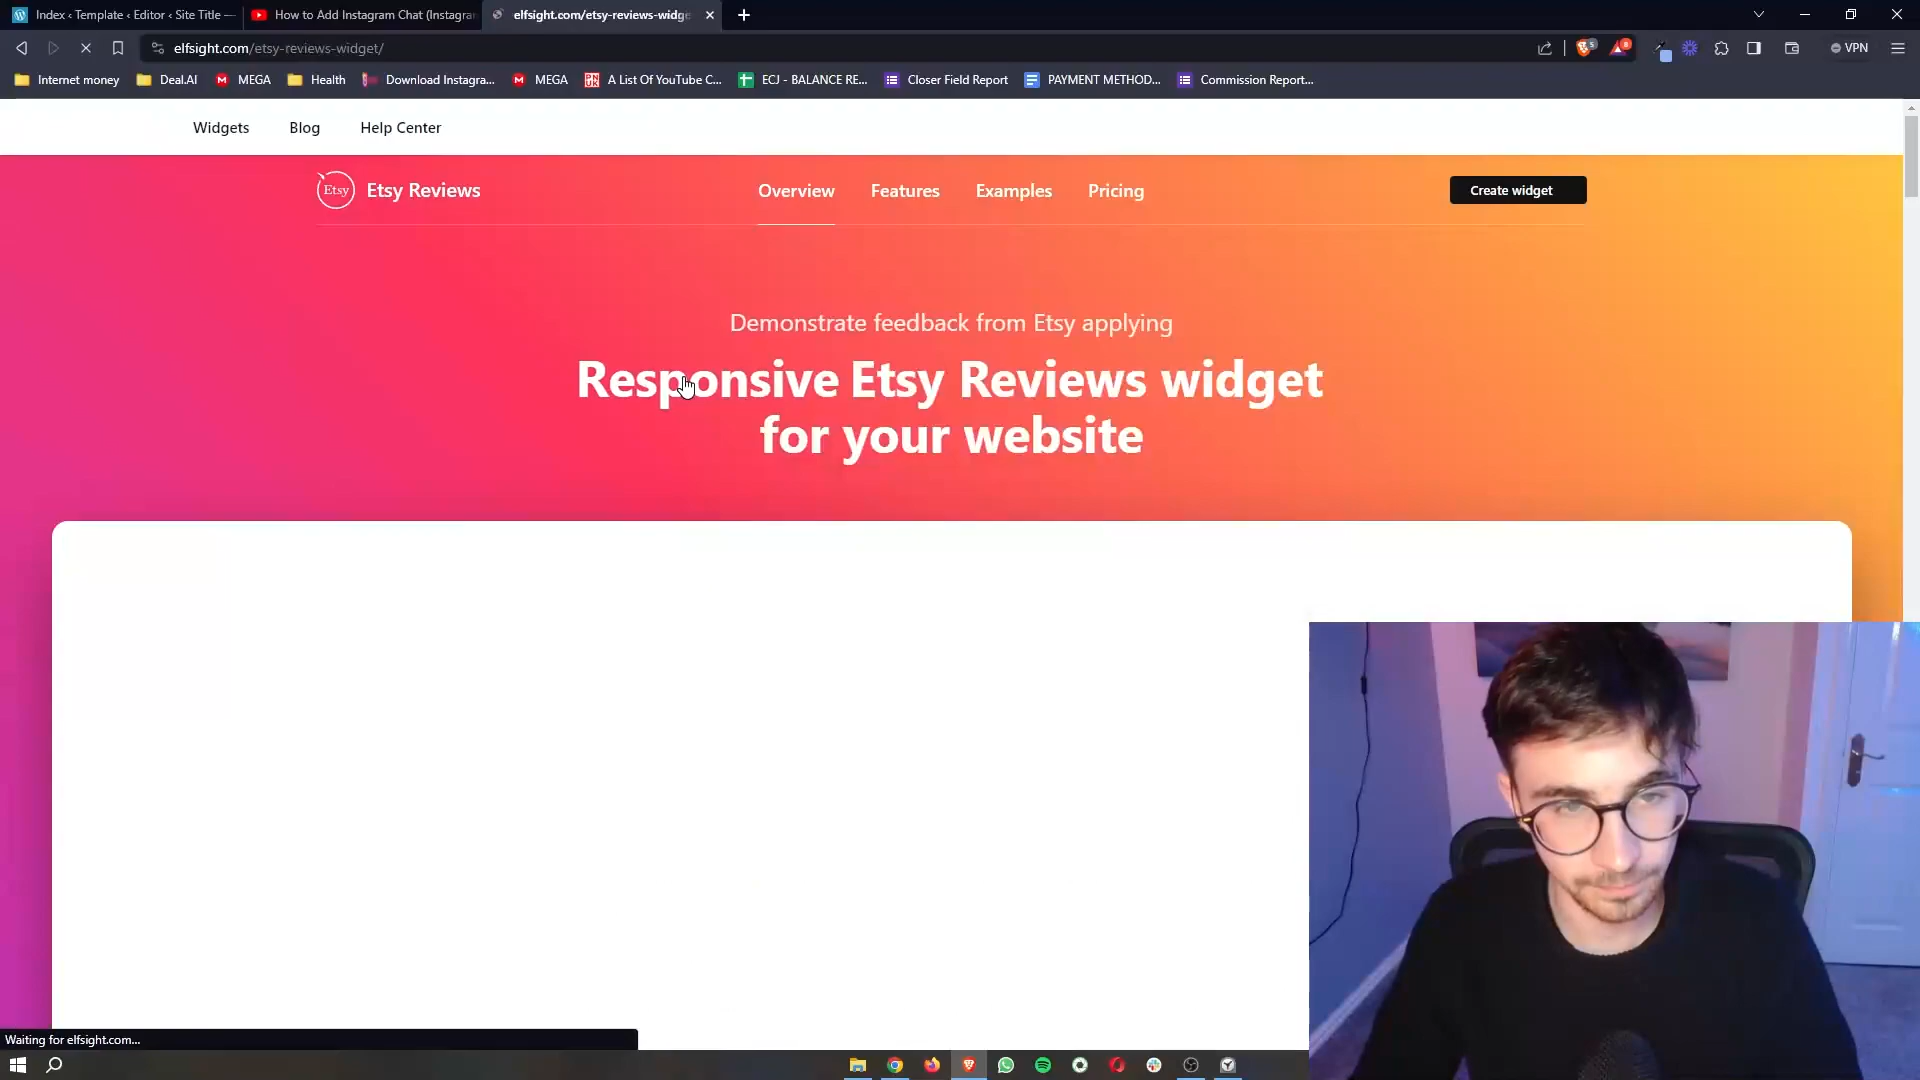 Index ‹ Template ‹ Editor ‹ Site Title —
How to Add Instagram Chat (Instagram
elfsight.com/etsy-reviews-widge
elfsight.com/etsy-reviews-widget/
VPN
Internet money
Deal.AI
MEGA
Health
Download Instagra...
MEGA
A List Of YouTube C...
ECJ - BALANCE RE...
Closer Field Report
PAYMENT METHOD...
Commission Report...
Widgets
Blog
Help Center
Etsy
Etsy Reviews
Overview
Features
Examples
Pricing
Create widget
Demonstrate feedback from Etsy applying
Responsive Etsy Reviews widget
for your website
Waiting for elfsight.com...